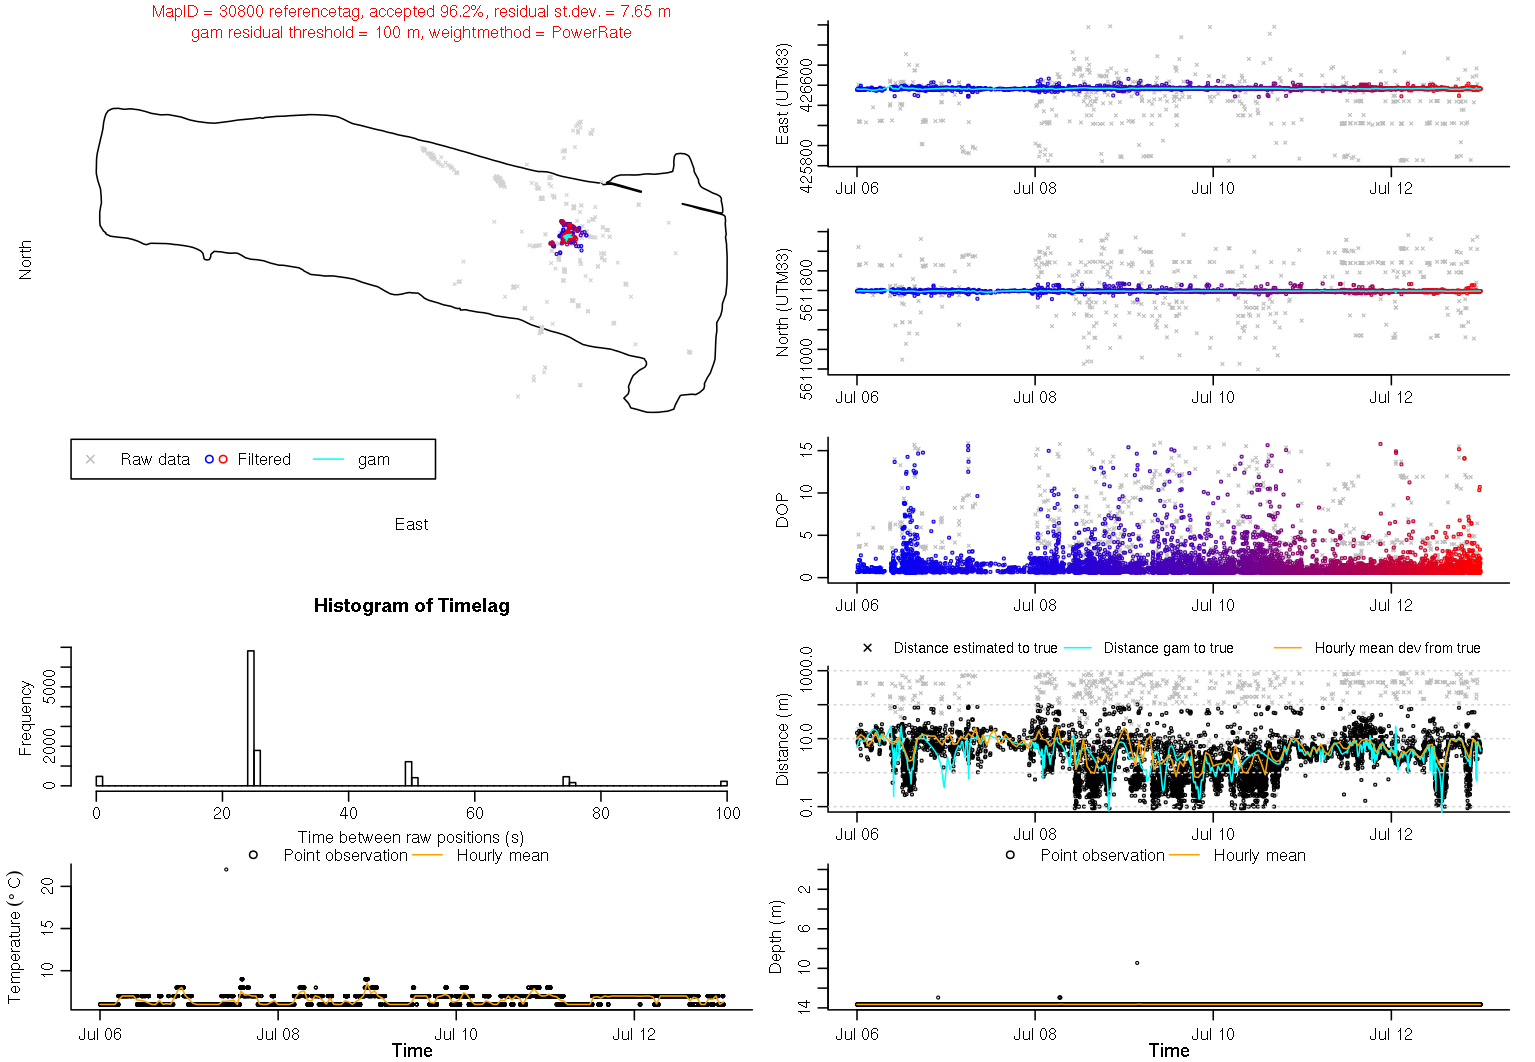 MapID = 30800 referencetag, accepted 96.2%, residual st.dev. = 7.65 m
gam residual threshold = 100 m, weightmethod = PowerRate
North
Raw data
Filtered
gam
East
East (UTM33)
425800
426600
Jul 06
Jul 08
Jul 10
Jul 12
North (UTM33)
5611000
5611800
Jul 06
Jul 08
Jul 10
Jul 12
DOP
0
5
10
15
Jul 06
Jul 08
Jul 10
Jul 12
Histogram of Timelag
Frequency
0
2000
5000
0
20
40
60
80
100
Time between raw positions (s)
Distance estimated to true
Distance gam to true
Hourly mean dev from true
Distance (m)
0.1
10.0
1000.0
Jul 06
Jul 08
Jul 10
Jul 12
Point observation
Hourly mean
Temperature (° C)
10
15
20
Jul 06
Jul 08
Jul 10
Jul 12
Time
Point observation
Hourly mean
Depth (m)
2
6
10
14
Jul 06
Jul 08
Jul 10
Jul 12
Time